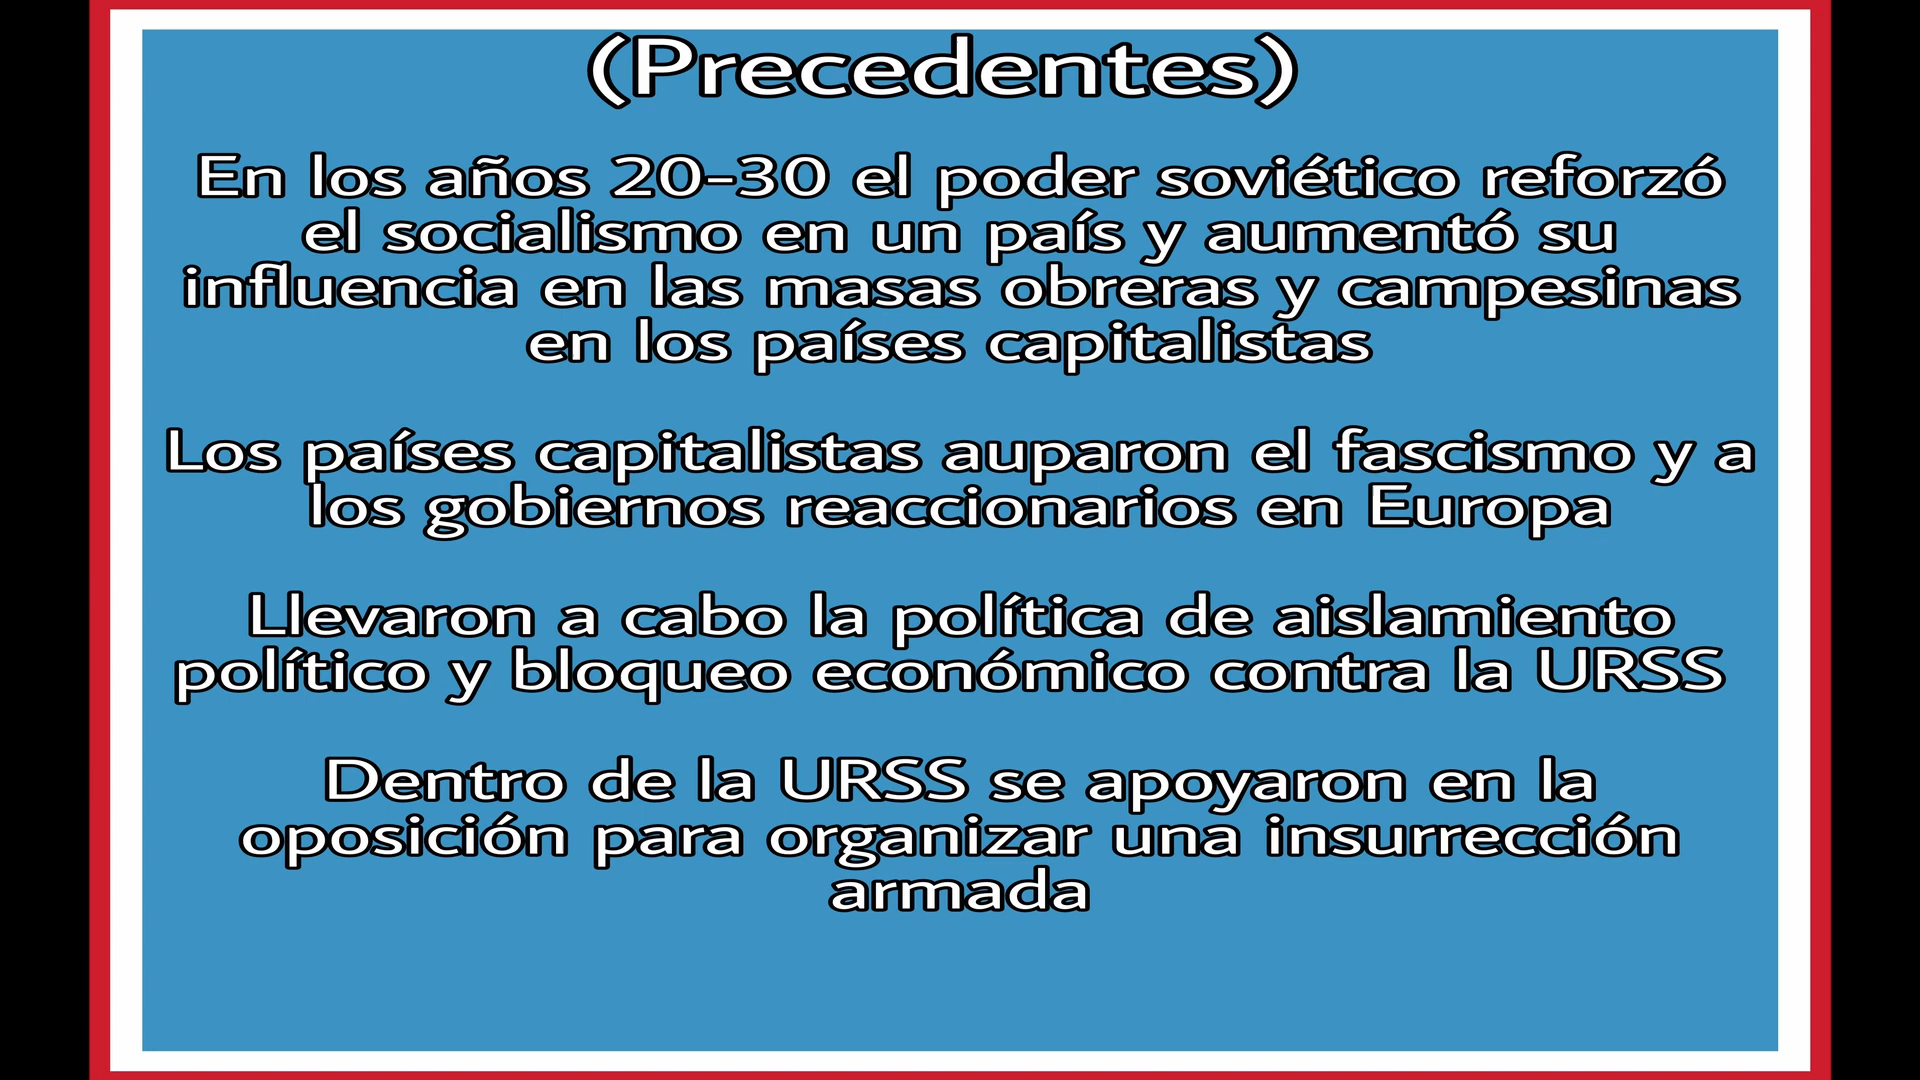 (Precedentes)
En los años 20-30 el poder soviético reforzó
el socialismo en un país y aumentó su
influencia en las masas obreras y campesinas
en los países capitalistas
Los países capitalistas auparon el fascismo y a
los gobiernos reaccionarios en Europa
Llevaron a cabo la política de aislamiento
político y bloqueo económico contra la URSS
Dentro de la URSS se apoyaron en la
oposición para organizar una insurrección
armada